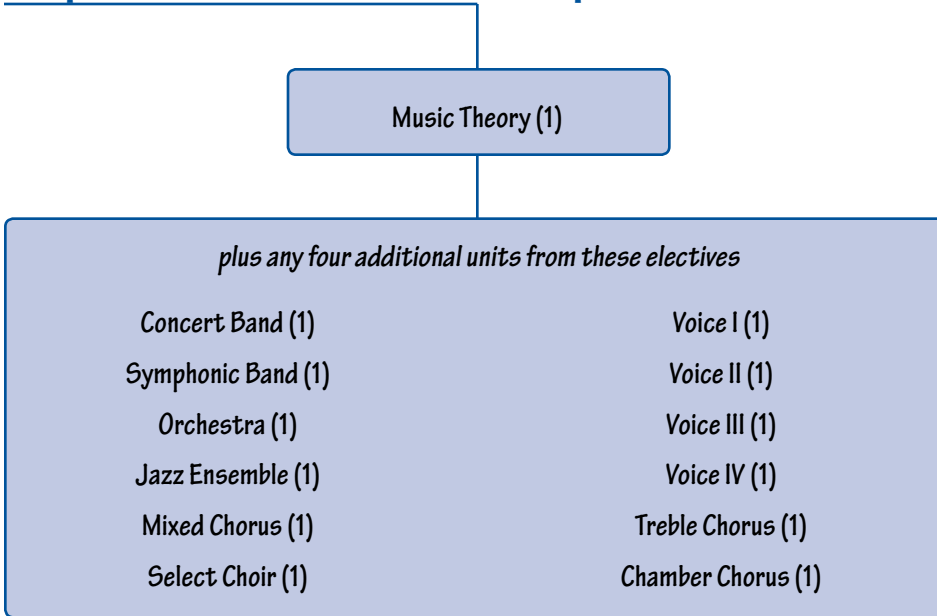 Music Theory (1)
plus any four additional units from these electives
Concert Band (1)
Symphonic Band (1)
Orchestra (1)
Jazz Ensemble (1)
Mixed Chorus (1)
Select Choir (1)
Voice I (1)
Voice II (1)
Voice III (1)
Voice IV (1)
Treble Chorus (1)
Chamber Chorus (1)